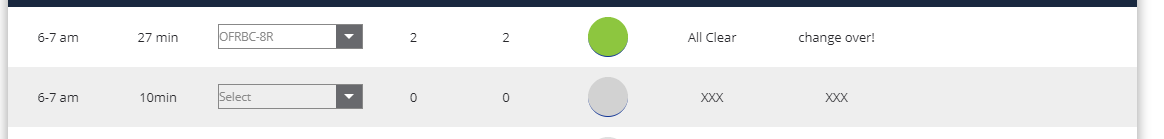 6-7 am 27 min OFRBC-8R 2 2 All Clear change over!
6-7 am 10min Select 0 0 XXX XXX